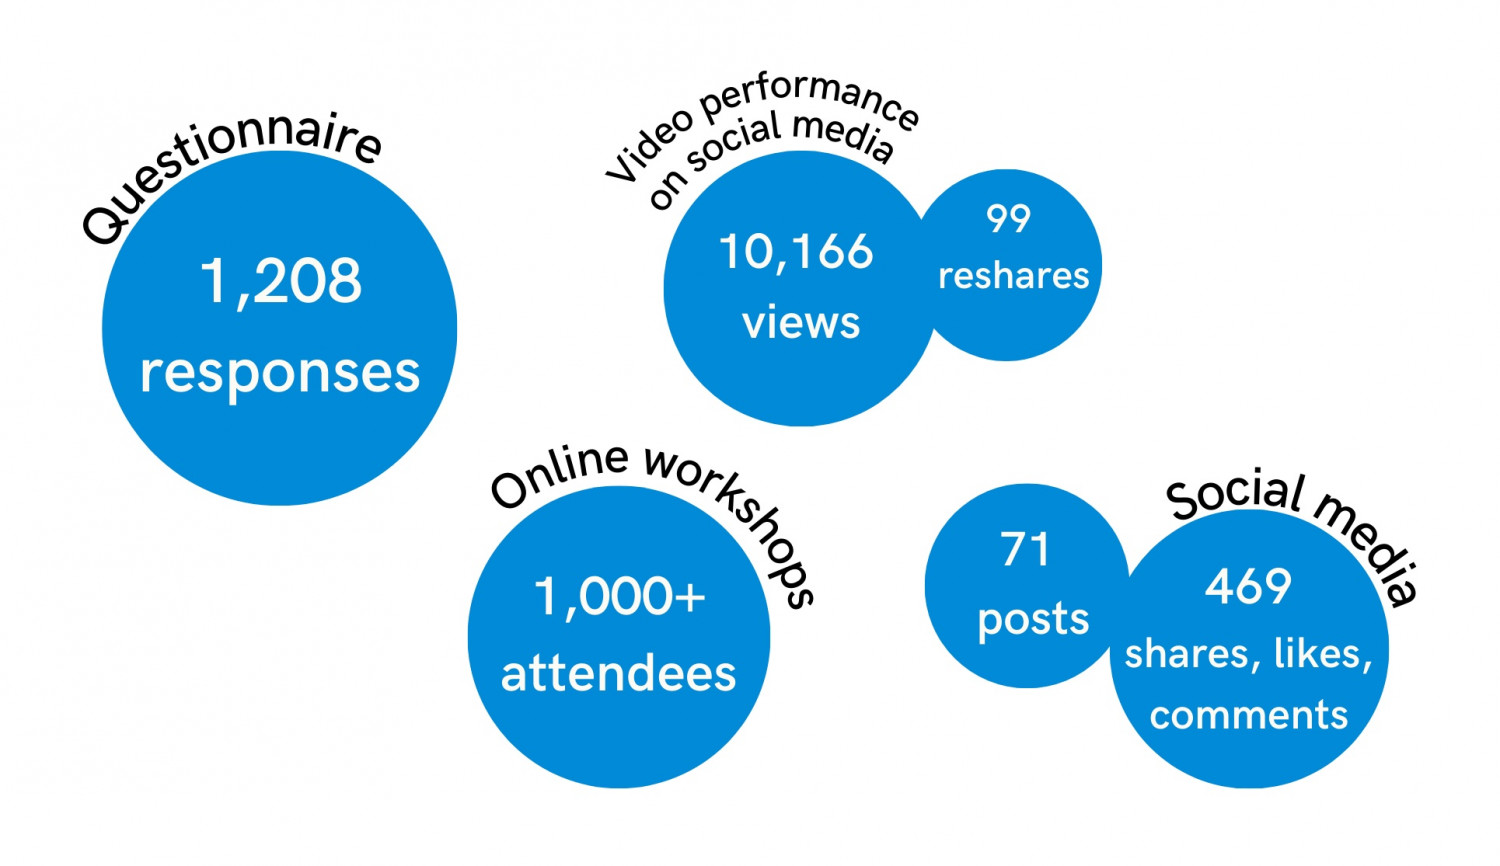 Questionnaire
1,208
responses
Video performance
on social media
10,166
views
99
reshares
Online workshops
1,000+
attendees
Social media
71
posts
469
shares, likes,
comments